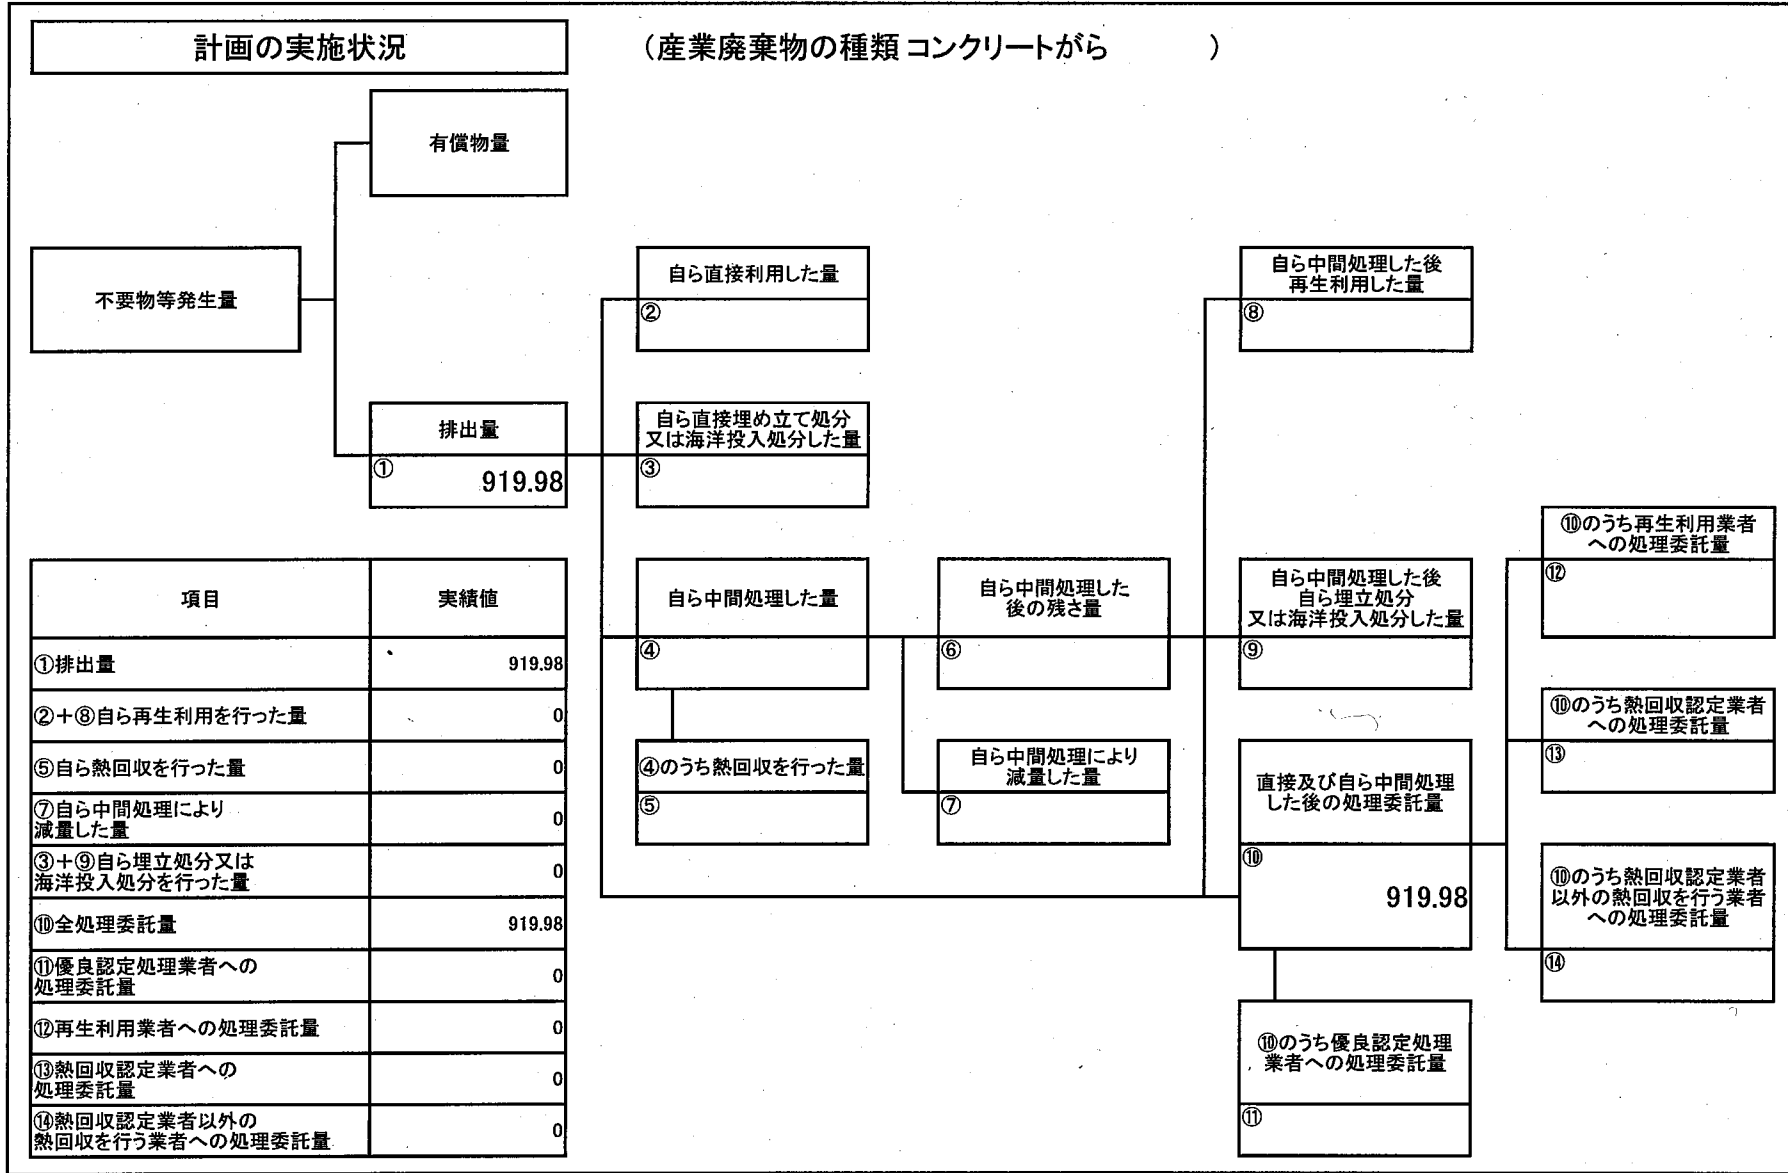 計画の実施状況
(産業廃棄物の種類 コンクリートがら )
有償物量
不要物等発生量
排出量
①
919.98
自ら直接利用した量
②
自ら直接埋め立て処分
又は海洋投入処分した量
③
自ら中間処理した量
④
④のうち熱回収を行った量
⑤
自ら中間処理した
後の残さ量
⑥
自ら中間処理により
減量した量
⑦
自ら中間処理した後
再生利用した量
⑧
自ら中間処理した後
自ら埋立処分
又は海洋投入処分した量
⑨
直接及び自ら中間処理
した後の処理委託量
⑩
919.98
⑩のうち優良認定処理
業者への処理委託量
⑪
⑩のうち再生利用業者
への処理委託量
⑫
⑩のうち熱回収認定業者
への処理委託量
⑬
⑩のうち熱回収認定業者
以外の熱回収を行う業者
への処理委託量
⑭
項目 実績値
①排出量 919.98
②+⑧自ら再生利用を行った量 0
⑤自ら熱回収を行った量 0
⑦自ら中間処理により
減量した量 0
③+⑨自ら埋立処分又は
海洋投入処分を行った量 0
⑩全処理委託量 919.98
⑪優良認定処理業者への
処理委託量 0
⑫再生利用業者への処理委託量 0
⑬熱回収認定業者への
処理委託量 0
⑭熱回収認定業者以外の
熱回収を行う業者への処理委託量 0